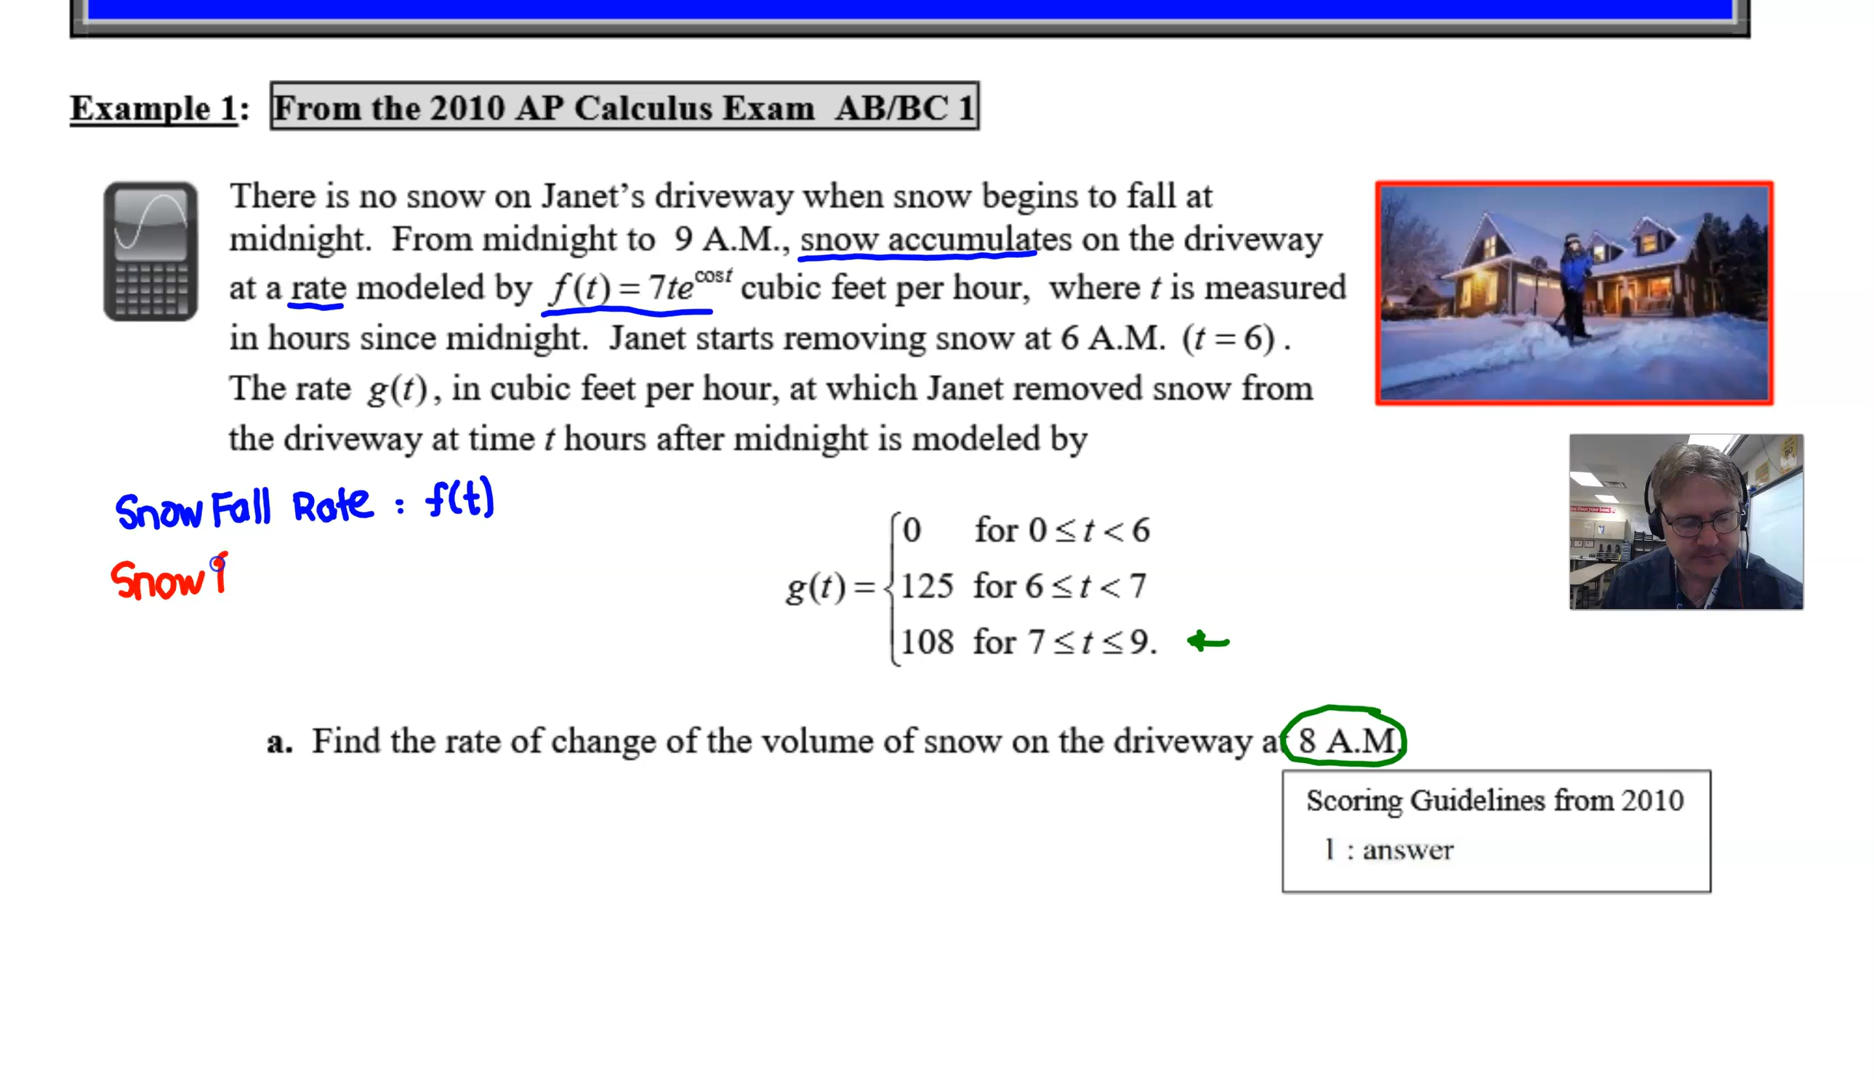 Example 1: From the 2010 AP Calculus Exam AB/BC 1
There is no snow on Janet's driveway when snow begins to fall at
midnight. From midnight to 9 A.M., snow accumulates on the driveway
at a rate modeled by f(t) = 7te^cos t cubic feet per hour, where t is measured
in hours since midnight. Janet starts removing snow at 6 A.M. (t = 6).
The rate g(t), in cubic feet per hour, at which Janet removed snow from
the driveway at time t hours after midnight is modeled by
Snow Fall Rate : f(t)
Snow
g(t) = { 0 for 0 ≤ t < 6
125 for 6 ≤ t < 7
108 for 7 ≤ t ≤ 9. ←
a. Find the rate of change of the volume of snow on the driveway at 8 A.M.
Scoring Guidelines from 2010
1 : answer